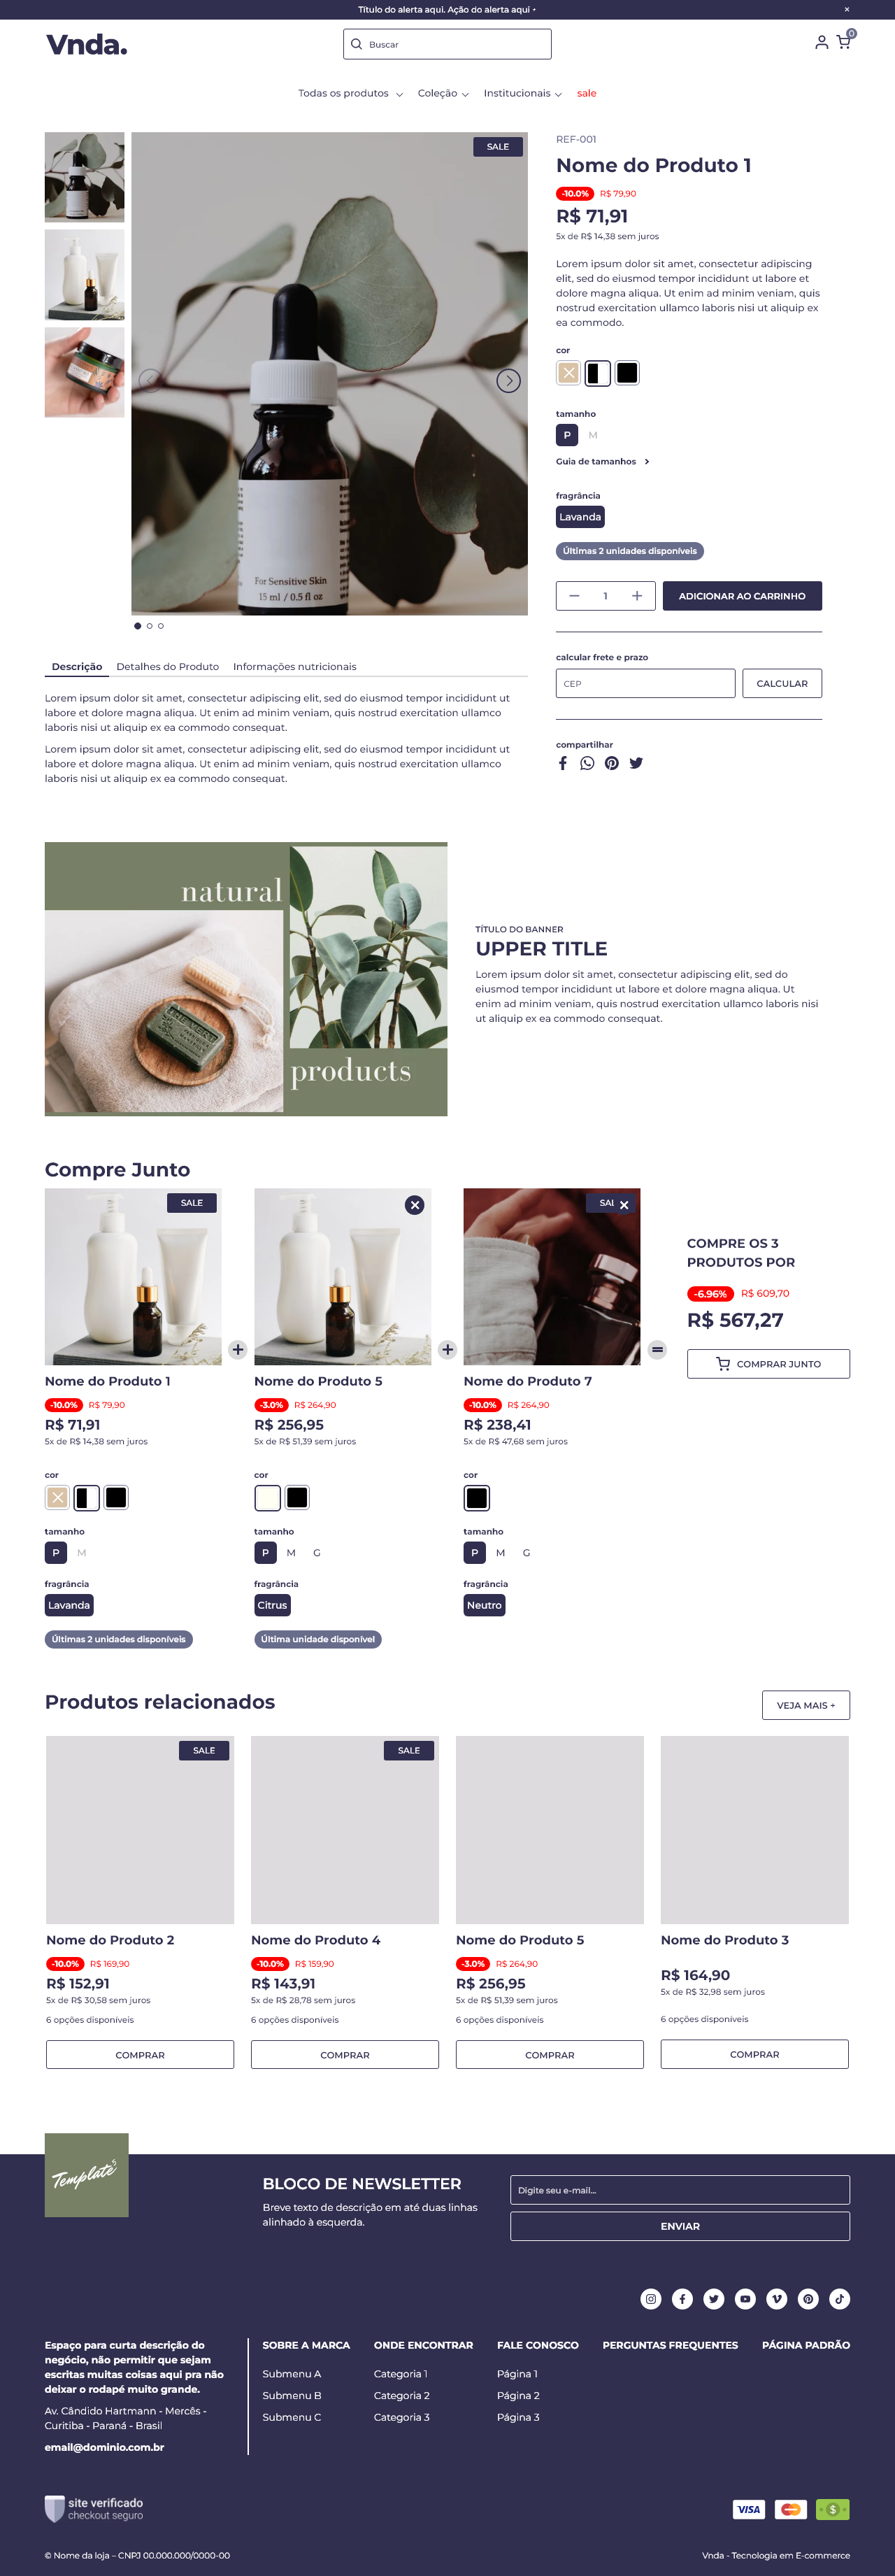 Título do alerta aqui. Ação do alerta aqui +
×
Vnda.
Buscar
0
Todas os produtos
Coleção
Institucionais
sale
SALE
For Sensitive Skin
15 ml / 0.5 fl oz
REF-001
Nome do Produto 1
-10.0% R$ 79,90
R$ 71,91
5x de R$ 14,38 sem juros
Lorem ipsum dolor sit amet, consectetur adipiscing
elit, sed do eiusmod tempor incididunt ut labore et
dolore magna aliqua. Ut enim ad minim veniam, quis
nostrud exercitation ullamco laboris nisi ut aliquip ex
ea commodo.
cor
tamanho
P M
Guia de tamanhos
fragrância
Lavanda
Últimas 2 unidades disponíveis
1
ADICIONAR AO CARRINHO
calcular frete e prazo
CEP
CALCULAR
compartilhar
Descrição
Detalhes do Produto
Informações nutricionais
Lorem ipsum dolor sit amet, consectetur adipiscing elit, sed do eiusmod tempor incididunt ut
labore et dolore magna aliqua. Ut enim ad minim veniam, quis nostrud exercitation ullamco
laboris nisi ut aliquip ex ea commodo consequat.
Lorem ipsum dolor sit amet, consectetur adipiscing elit, sed do eiusmod tempor incididunt ut
labore et dolore magna aliqua. Ut enim ad minim veniam, quis nostrud exercitation ullamco
laboris nisi ut aliquip ex ea commodo consequat.
natural
products
TÍTULO DO BANNER
UPPER TITLE
Lorem ipsum dolor sit amet, consectetur adipiscing elit, sed do
eiusmod tempor incididunt ut labore et dolore magna aliqua. Ut
enim ad minim veniam, quis nostrud exercitation ullamco laboris nisi
ut aliquip ex ea commodo consequat.
Compre Junto
SALE
Nome do Produto 1
-10.0% R$ 79,90
R$ 71,91
5x de R$ 14,38 sem juros
cor
tamanho
P M
fragrância
Lavanda
Últimas 2 unidades disponíveis
Nome do Produto 5
-3.0% R$ 264,90
R$ 256,95
5x de R$ 51,39 sem juros
cor
tamanho
P M G
fragrância
Citrus
Última unidade disponível
SAL
Nome do Produto 7
-10.0% R$ 264,90
R$ 238,41
5x de R$ 47,68 sem juros
cor
tamanho
P M G
fragrância
Neutro
COMPRE OS 3
PRODUTOS POR
-6.96% R$ 609,70
R$ 567,27
COMPRAR JUNTO
Produtos relacionados
VEJA MAIS +
SALE
Nome do Produto 2
-10.0% R$ 169,90
R$ 152,91
5x de R$ 30,58 sem juros
6 opções disponíveis
COMPRAR
SALE
Nome do Produto 4
-10.0% R$ 159,90
R$ 143,91
5x de R$ 28,78 sem juros
6 opções disponíveis
COMPRAR
Nome do Produto 5
-3.0% R$ 264,90
R$ 256,95
5x de R$ 51,39 sem juros
6 opções disponíveis
COMPRAR
Nome do Produto 3
R$ 164,90
5x de R$ 32,98 sem juros
6 opções disponíveis
COMPRAR
Template5
BLOCO DE NEWSLETTER
Breve texto de descrição em até duas linhas
alinhado à esquerda.
Digite seu e-mail...
ENVIAR
Espaço para curta descrição do
negócio, não permitir que sejam
escritas muitas coisas aqui pra não
deixar o rodapé muito grande.
Av. Cândido Hartmann - Mercês -
Curitiba - Paraná - Brasil
email@dominio.com.br
SOBRE A MARCA
Submenu A
Submenu B
Submenu C
ONDE ENCONTRAR
Categoria 1
Categoria 2
Categoria 3
FALE CONOSCO
Página 1
Página 2
Página 3
PERGUNTAS FREQUENTES
PÁGINA PADRÃO
site verificado
checkout seguro
VISA
$
© Nome da loja – CNPJ 00.000.000/0000-00
Vnda - Tecnologia em E-commerce